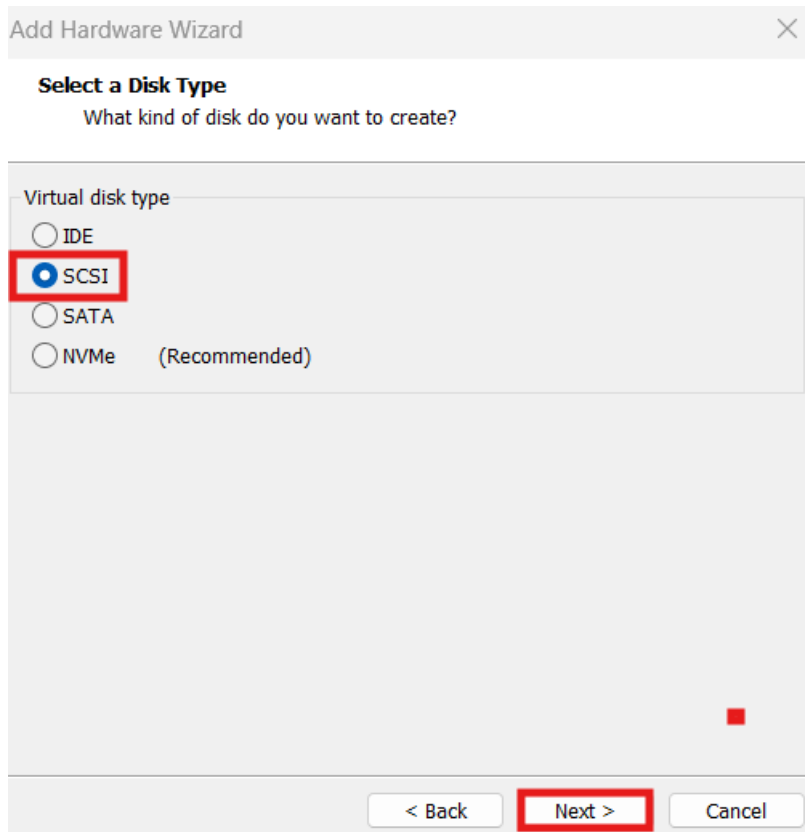 Add Hardware Wizard
Select a Disk Type
What kind of disk do you want to create?
Virtual disk type
IDE
SCSI
SATA
NVMe (Recommended)
< Back Next > Cancel